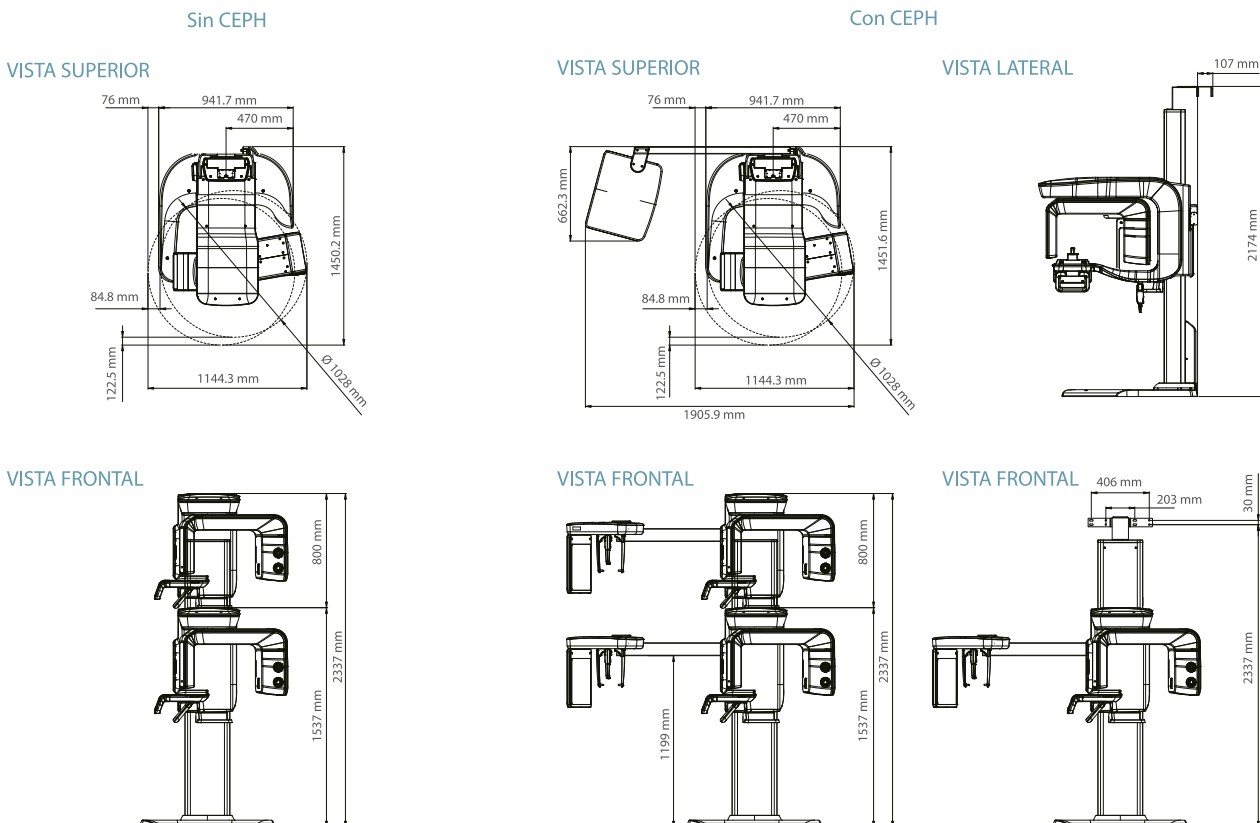 Sin CEPH
Con CEPH
VISTA SUPERIOR
76 mm
941.7 mm
470 mm
1450.2 mm
84.8 mm
122.5 mm
1144.3 mm
Ø 1028 mm
VISTA SUPERIOR
76 mm
941.7 mm
470 mm
662.3 mm
1451.6 mm
84.8 mm
122.5 mm
1144.3 mm
Ø 1028 mm
1905.9 mm
VISTA LATERAL
107 mm
2174 mm
VISTA FRONTAL
800 mm
2337 mm
1537 mm
VISTA FRONTAL
800 mm
2337 mm
1537 mm
1199 mm
VISTA FRONTAL
406 mm
203 mm
30 mm
2337 mm